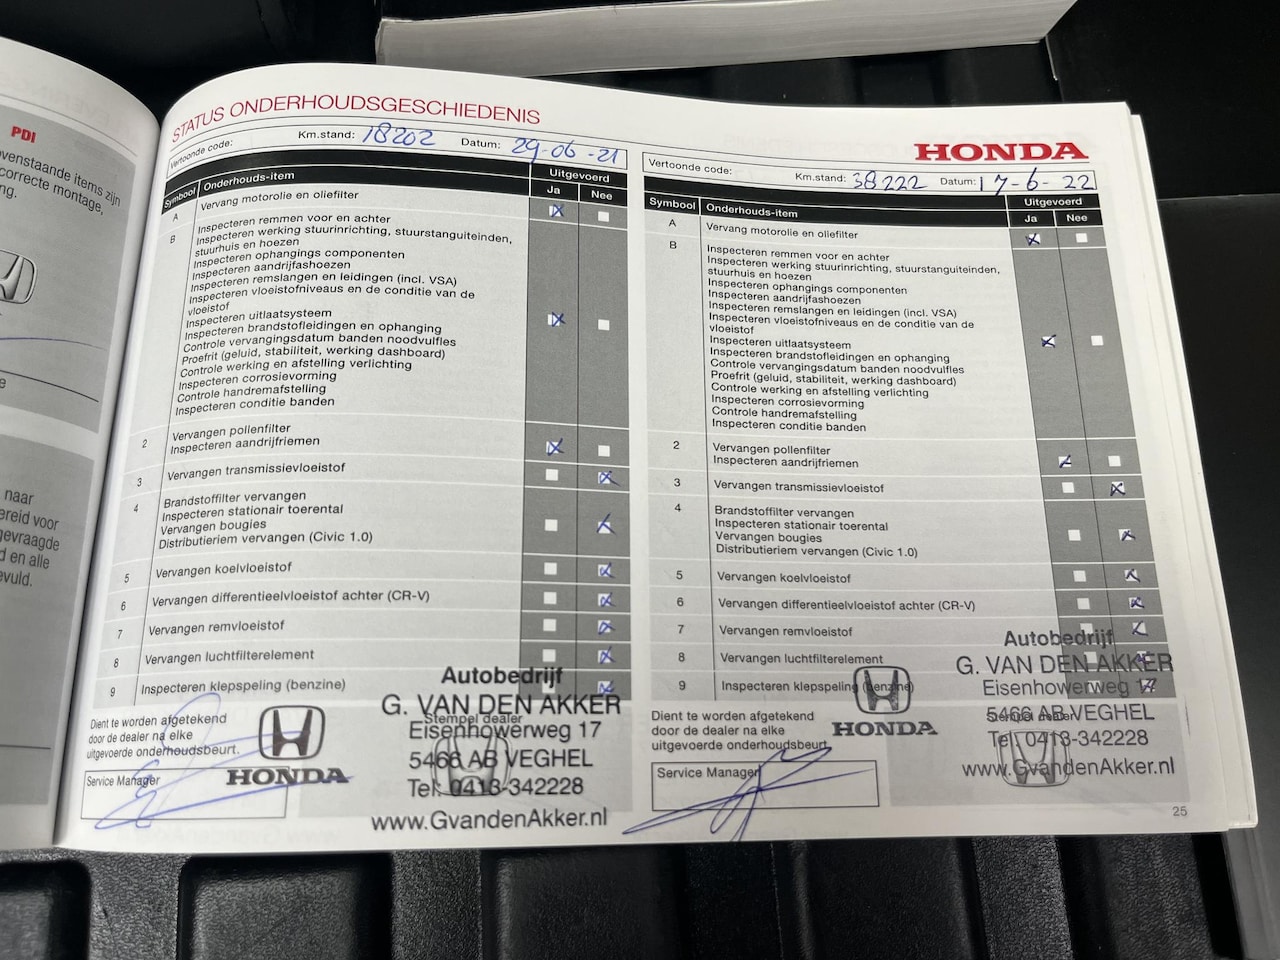 PDI
ovenstaande items zijn
correcte montage,
ng.
naar
ereid voor
gevraagde
d en alle
evuld.
STATUS ONDERHOUDSGESCHIEDENIS
Vertoonde code: Km.stand: 18202 Datum: 29-06-21
Symbool Onderhouds-item Uitgevoerd
Ja Nee
A Vervang motorolie en oliefilter
B Inspecteren remmen voor en achter
Inspecteren werking stuurinrichting, stuurstanguiteinden,
stuurhuis en hoezen
Inspecteren ophangings componenten
Inspecteren aandrijfashoezen
Inspecteren remslangen en leidingen (incl. VSA)
Inspecteren vloeistofniveaus en de conditie van de
vloeistof
Inspecteren uitlaatsysteem
Inspecteren brandstofleidingen en ophanging
Controle vervangingsdatum banden noodvulfles
Proefrit (geluid, stabiliteit, werking dashboard)
Controle werking en afstelling verlichting
Inspecteren corrosievorming
Controle handremafstelling
Inspecteren conditie banden
2 Vervangen pollenfilter
Inspecteren aandrijfriemen
3 Vervangen transmissievloeistof
4 Brandstoffilter vervangen
Inspecteren stationair toerental
Vervangen bougies
Distributieriem vervangen (Civic 1.0)
5 Vervangen koelvloeistof
6 Vervangen differentieelvloeistof achter (CR-V)
7 Vervangen remvloeistof
8 Vervangen luchtfilterelement
9 Inspecteren klepspeling (benzine)
Dient te worden afgetekend
door de dealer na elke
uitgevoerde onderhoudsbeurt.
Service Manager
HONDA
Stempel dealer
Autobedrijf
G. VAN DEN AKKER
Eisenhowerweg 17
5466 AB VEGHEL
Tel. 0413-342228
www.GvandenAkker.nl
HONDA
Vertoonde code: Km.stand: 38222 Datum: 17-6-22
Symbool Onderhouds-item Uitgevoerd
Ja Nee
A Vervang motorolie en oliefilter
B Inspecteren remmen voor en achter
Inspecteren werking stuurinrichting, stuurstanguiteinden,
stuurhuis en hoezen
Inspecteren ophangings componenten
Inspecteren aandrijfashoezen
Inspecteren remslangen en leidingen (incl. VSA)
Inspecteren vloeistofniveaus en de conditie van de
vloeistof
Inspecteren uitlaatsysteem
Inspecteren brandstofleidingen en ophanging
Controle vervangingsdatum banden noodvulfles
Proefrit (geluid, stabiliteit, werking dashboard)
Controle werking en afstelling verlichting
Inspecteren corrosievorming
Controle handremafstelling
Inspecteren conditie banden
2 Vervangen pollenfilter
Inspecteren aandrijfriemen
3 Vervangen transmissievloeistof
4 Brandstoffilter vervangen
Inspecteren stationair toerental
Vervangen bougies
Distributieriem vervangen (Civic 1.0)
5 Vervangen koelvloeistof
6 Vervangen differentieelvloeistof achter (CR-V)
7 Vervangen remvloeistof
8 Vervangen luchtfilterelement
9 Inspecteren klepspeling (benzine)
Dient te worden afgetekend
door de dealer na elke
uitgevoerde onderhoudsbeurt.
Service Manager
HONDA
Stempel dealer
Autobedrijf
G. VAN DEN AKKER
Eisenhowerweg 17
5466 AB VEGHEL
Tel. 0413-342228
www.GvandenAkker.nl
25